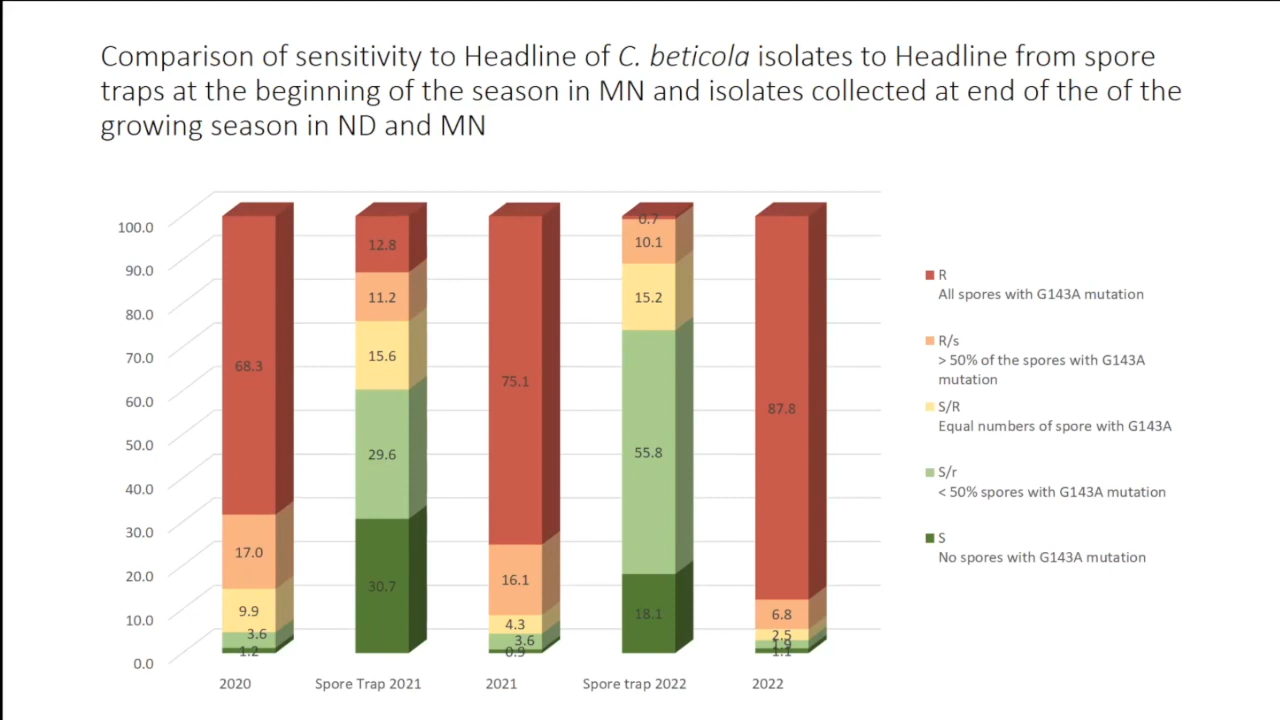 Comparison of sensitivity to Headline of C. beticola isolates to Headline from spore
traps at the beginning of the season in MN and isolates collected at end of the of the
growing season in ND and MN
100.0
90.0
80.0
70.0
60.0
50.0
40.0
30.0
20.0
10.0
0.0
68.3
17.0
9.9
3.6
1.2
12.8
11.2
15.6
29.6
30.7
75.1
16.1
4.3
3.6
0.9
0.7
10.1
15.2
55.8
18.1
87.8
6.8
2.5
1.9
1.1
2020
Spore Trap 2021
2021
Spore trap 2022
2022
R
All spores with G143A mutation
R/s
> 50% of the spores with G143A
mutation
S/R
Equal numbers of spore with G143A
S/r
< 50% spores with G143A mutation
S
No spores with G143A mutation